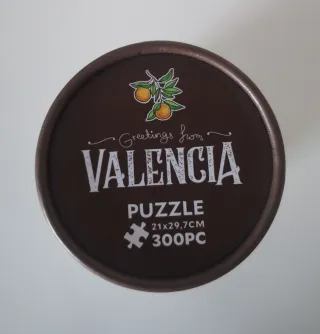 Greetings from
VALENCIA
PUZZLE
21x29,7CM
300PC